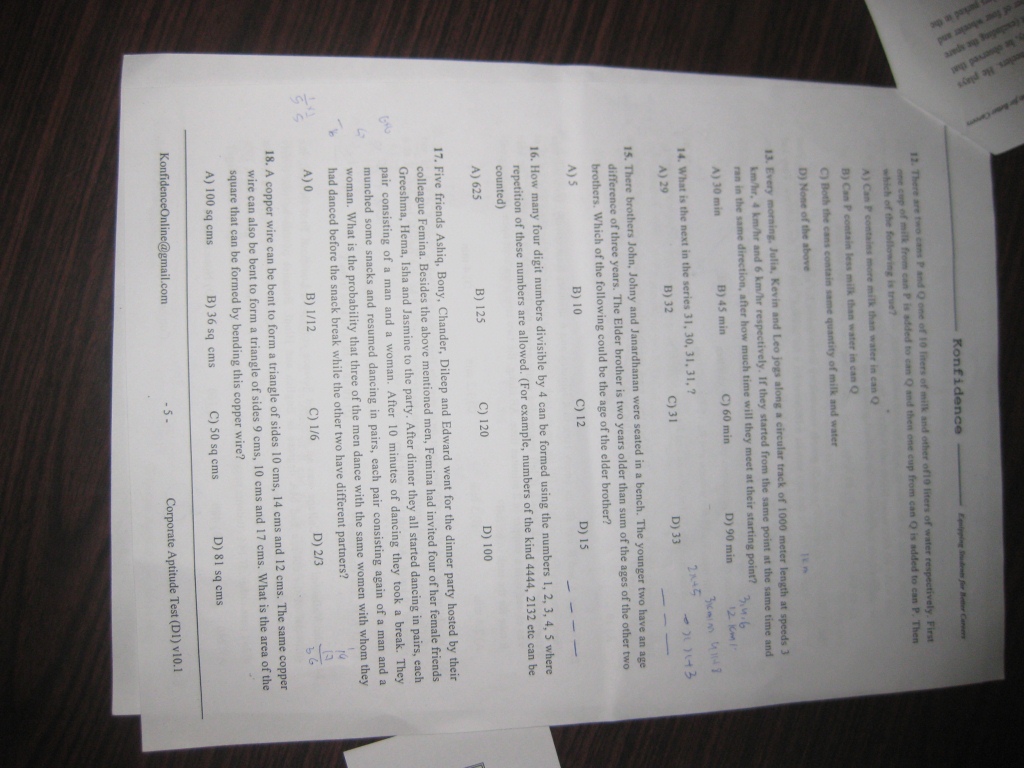 Konfidence Equipping Students for Better Careers
12. There are two cans P and Q one of 10 liters of milk and other of 10 liters of water respectively. First
one cup of milk from can P is added to can Q and then one cup from can Q is added to can P. Then
which of the following is true?
A) Can P contains more milk than water in can Q
B) Can P contain less milk than water in can Q
C) Both the cans contain same quantity of milk and water
D) None of the above
1km
13. Every morning, Julia, Kevin and Leo jogs along a circular track of 1000 meter length at speeds 3
km/hr, 4 km/hr and 6 km/hr respectively. If they started from the same point at the same time and
ran in the same direction, after how much time will they meet at their starting point?
A) 30 min B) 45 min C) 60 min D) 90 min
3,4,6
12 km
14. What is the next in the series 31, 30, 31, 31, ?
A) 29 B) 32 C) 31 D) 33
15. There brothers John, Johny and Janardhanan were seated in a bench. The younger two have an age
difference of three years. The Elder brother is two years older than sum of the ages of the other two
brothers. Which of the following could be the age of the elder brother?
A) 5 B) 10 C) 12 D) 15
16. How many four digit numbers divisible by 4 can be formed using the numbers 1, 2, 3, 4, 5 where
repetition of these numbers are allowed. (For example, numbers of the kind 4444, 2132 etc can be
counted)
A) 625 B) 125 C) 120 D) 100
17. Five friends Ashiq, Bony, Chander, Dileep and Edward went for the dinner party hosted by their
colleague Femina. Besides the above mentioned men, Femina had invited four of her female friends
Greeshma, Hema, Isha and Jasmine to the party. After dinner they all started dancing in pairs, each
pair consisting of a man and a woman. After 10 minutes of dancing they took a break. They
munched some snacks and resumed dancing in pairs, each pair consisting again of a man and a
woman. What is the probability that three of the men dance with the same women with whom they
had danced before the snack break while the other two have different partners?
A) 0 B) 1/12 C) 1/6 D) 2/3
18. A copper wire can be bent to form a triangle of sides 10 cms, 14 cms and 12 cms. The same copper
wire can also be bent to form a triangle of sides 9 cms, 10 cms and 17 cms. What is the area of the
square that can be formed by bending this copper wire?
A) 100 sq cms B) 36 sq cms C) 50 sq cms D) 81 sq cms
KonfidenceOnline@gmail.com - 5 - Corporate Aptitude Test (D1) v10.1